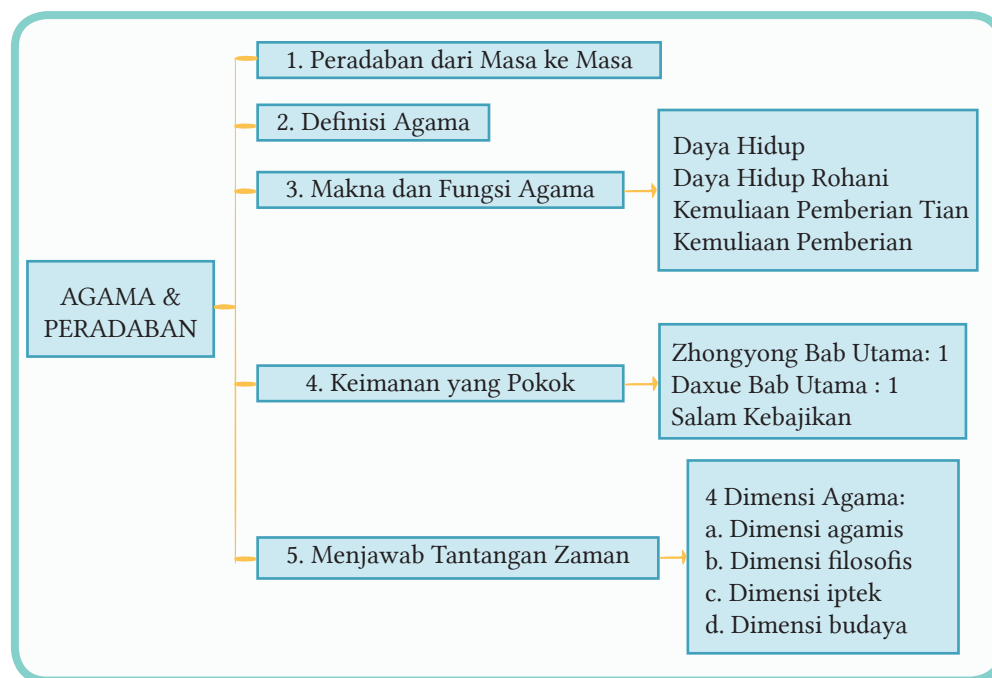 AGAMA &
PERADABAN
1. Peradaban dari Masa ke Masa
2. Definisi Agama
3. Makna dan Fungsi Agama
Daya Hidup
Daya Hidup Rohani
Kemuliaan Pemberian Tian
Kemuliaan Pemberian
4. Keimanan yang Pokok
Zhongyong Bab Utama: 1
Daxue Bab Utama : 1
Salam Kebajikan
5. Menjawab Tantangan Zaman
4 Dimensi Agama:
a. Dimensi agamis
b. Dimensi filosofis
c. Dimensi iptek
d. Dimensi budaya